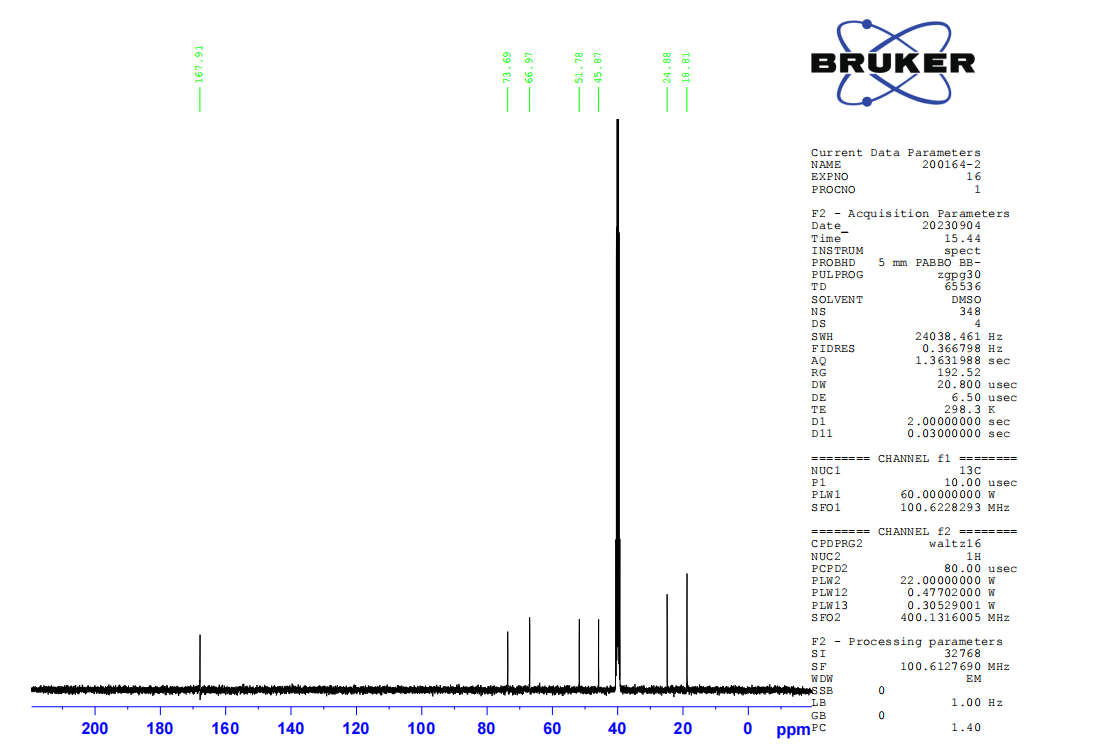 167.91
73.69
66.97
51.78
45.87
24.88
18.81
BRUKER
Current Data Parameters
NAME 200164-2
EXPNO 16
PROCNO 1
F2 - Acquisition Parameters
Date_ 20230904
Time 15.44
INSTRUM spect
PROBHD 5 mm PABBO BB-
PULPROG zgpg30
TD 65536
SOLVENT DMSO
NS 348
DS 4
SWH 24038.461 Hz
FIDRES 0.366798 Hz
AQ 1.3631988 sec
RG 192.52
DW 20.800 usec
DE 6.50 usec
TE 298.3 K
D1 2.00000000 sec
D11 0.03000000 sec
======== CHANNEL f1 ========
NUC1 13C
P1 10.00 usec
PLW1 60.00000000 W
SFO1 100.6228293 MHz
======== CHANNEL f2 ========
CPDPRG2 waltz16
NUC2 1H
PCPD2 80.00 usec
PLW2 22.00000000 W
PLW12 0.47702000 W
PLW13 0.30529001 W
SFO2 400.1316005 MHz
F2 - Processing parameters
SI 32768
SF 100.6127690 MHz
WDW EM
SSB 0
LB 1.00 Hz
GB 0
PC 1.40
200 180 160 140 120 100 80 60 40 20 0 ppm